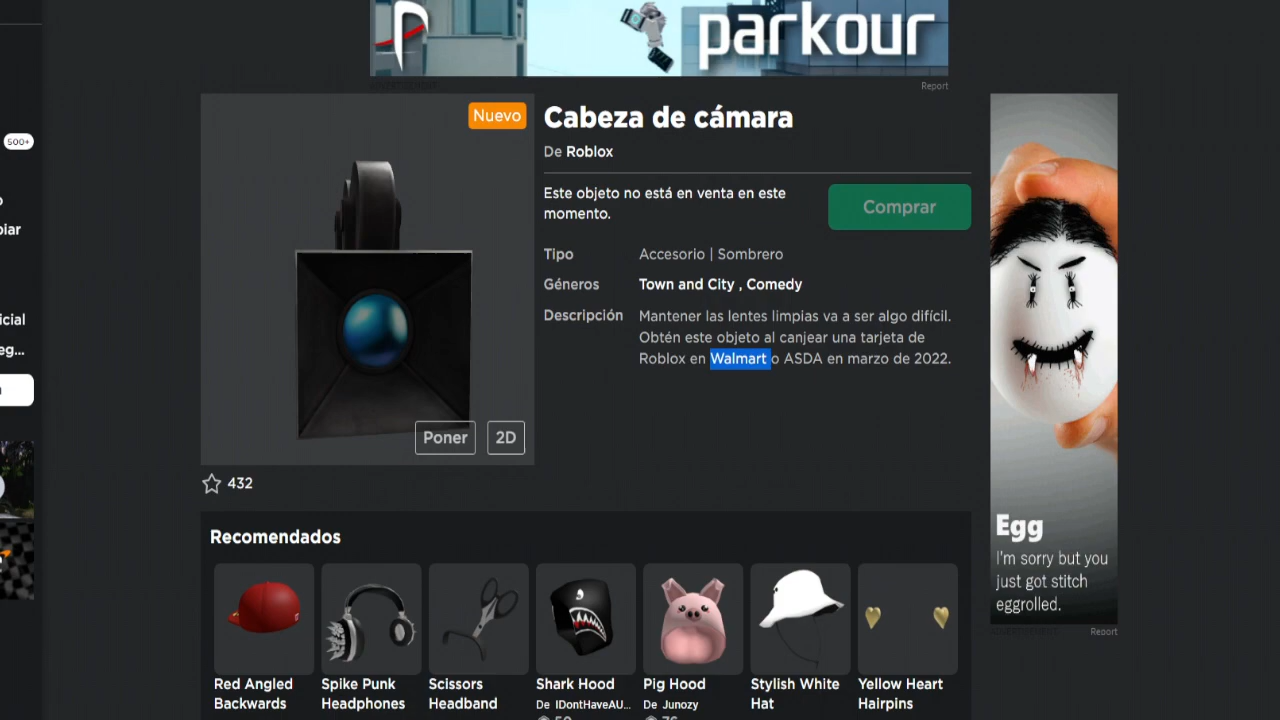 parkour
Report
Nuevo
Cabeza de cámara
De Roblox
Este objeto no está en venta en este
momento.
Comprar
Tipo
Accesorio | Sombrero
Géneros
Town and City , Comedy
Descripción
Mantener las lentes limpias va a ser algo difícil.
Obtén este objeto al canjear una tarjeta de
Roblox en Walmart o ASDA en marzo de 2022.
Poner
2D
432
500+
Egg
I'm sorry but you
just got stitch
eggrolled.
Report
Recomendados
Red Angled
Backwards
Spike Punk
Headphones
Scissors
Headband
Shark Hood
De IDontHaveAU...
Pig Hood
De Junozy
Stylish White
Hat
Yellow Heart
Hairpins